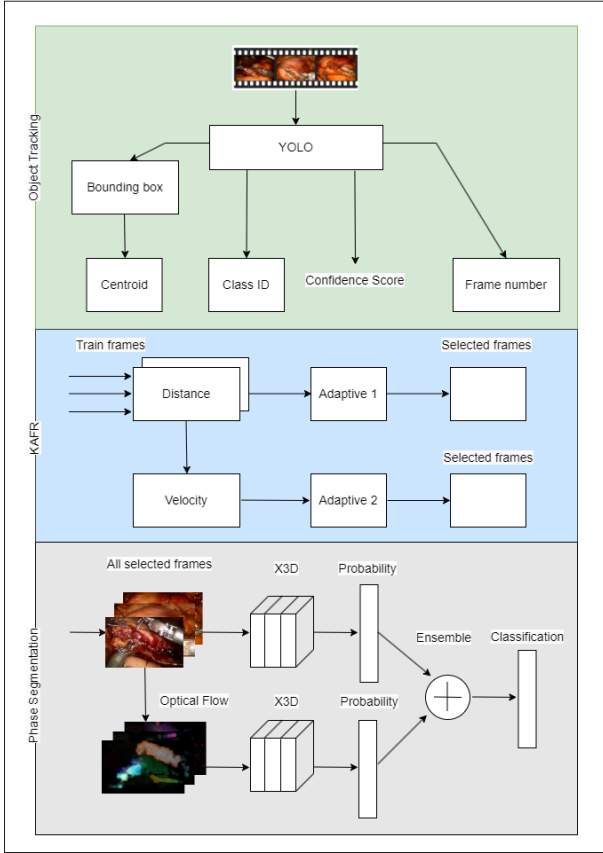 Object Tracking
YOLO
Bounding box
Centroid
Class ID
Confidence Score
Frame number
KAFR
Train frames
Selected frames
Distance
Adaptive 1
Selected frames
Velocity
Adaptive 2
Phase Segmentation
All selected frames
X3D
Probability
Ensemble
Classification
Optical Flow
X3D
Probability